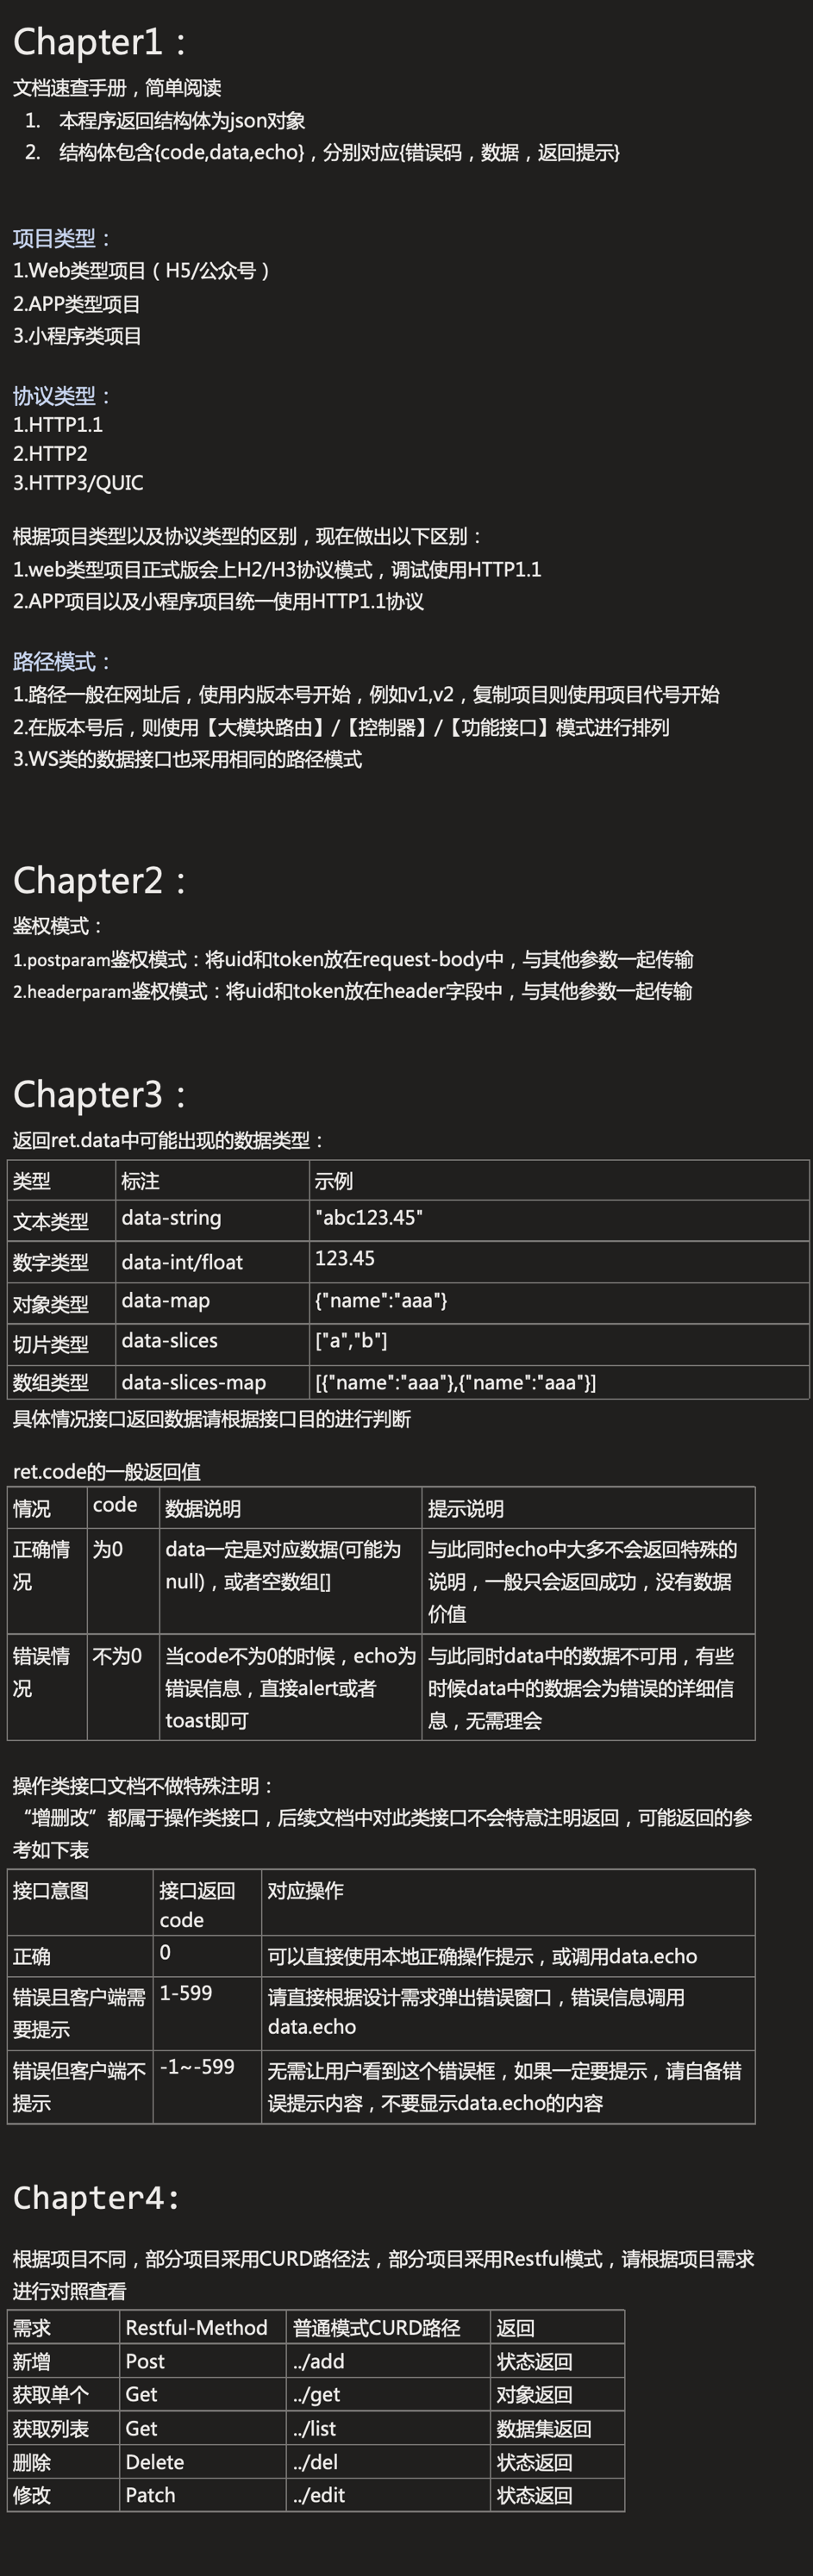 Chapter1：
文档速查手册，简单阅读
1. 本程序返回结构体为json对象
2. 结构体包含{code,data,echo}，分别对应{错误码，数据，返回提示}
项目类型：
1.Web类型项目（H5/公众号）
2.APP类型项目
3.小程序类项目
协议类型：
1.HTTP1.1
2.HTTP2
3.HTTP3/QUIC
根据项目类型以及协议类型的区别，现在做出以下区别：
1.web类型项目正式版会上H2/H3协议模式，调试使用HTTP1.1
2.APP项目以及小程序项目统一使用HTTP1.1协议
路径模式：
1.路径一般在网址后，使用内版本号开始，例如v1,v2，复制项目则使用项目代号开始
2.在版本号后，则使用【大模块路由】/【控制器】/【功能接口】模式进行排列
3.WS类的数据接口也采用相同的路径模式
Chapter2：
鉴权模式：
1.postparam鉴权模式：将uid和token放在request-body中，与其他参数一起传输
2.headerparam鉴权模式：将uid和token放在header字段中，与其他参数一起传输
Chapter3：
返回ret.data中可能出现的数据类型：
类型 标注 示例
文本类型 data-string "abc123.45"
数字类型 data-int/float 123.45
对象类型 data-map {"name":"aaa"}
切片类型 data-slices ["a","b"]
数组类型 data-slices-map [{"name":"aaa"},{"name":"aaa"}]
具体情况接口返回数据请根据接口目的进行判断
ret.code的一般返回值
情况 code 数据说明 提示说明
正确情 为0 data一定是对应数据(可能为 与此同时echo中大多不会返回特殊的
况 null)，或者空数组[] 说明，一般只会返回成功，没有数据
价值
错误情 不为0 当code不为0的时候，echo为 与此同时data中的数据不可用，有些
况 错误信息，直接alert或者 时候data中的数据会为错误的详细信
toast即可 息，无需理会
操作类接口文档不做特殊注明：
“增删改”都属于操作类接口，后续文档中对此类接口不会特意注明返回，可能返回的参
考如下表
接口意图 接口返回 对应操作
code
正确 0 可以直接使用本地正确操作提示，或调用data.echo
错误且客户端需 1-599 请直接根据设计需求弹出错误窗口，错误信息调用
要提示 data.echo
错误但客户端不 -1~-599 无需让用户看到这个错误框，如果一定要提示，请自备错
提示 误提示内容，不要显示data.echo的内容
Chapter4:
根据项目不同，部分项目采用CURD路径法，部分项目采用Restful模式，请根据项目需求
进行对照查看
需求 Restful-Method 普通模式CURD路径 返回
新增 Post ../add 状态返回
获取单个 Get ../get 对象返回
获取列表 Get ../list 数据集返回
删除 Delete ../del 状态返回
修改 Patch ../edit 状态返回